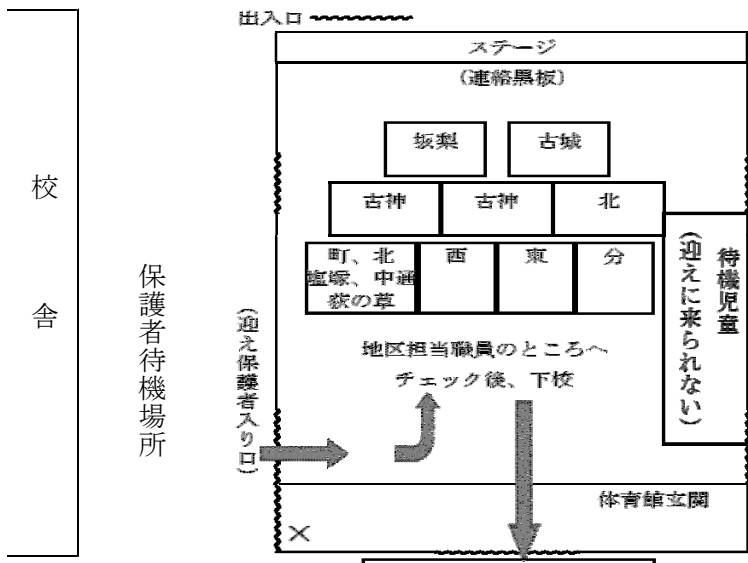 出入口
ステージ
(連絡黒板)
坂梨
古城
古神
古神
北
町、北
塩塚、中通
荻の草
西
東
分
待機児童
(迎えに来られない)
校舎
保護者待機場所
(迎え保護者入り口)
地区担当職員のところへ
チェック後、下校
体育館玄関
×